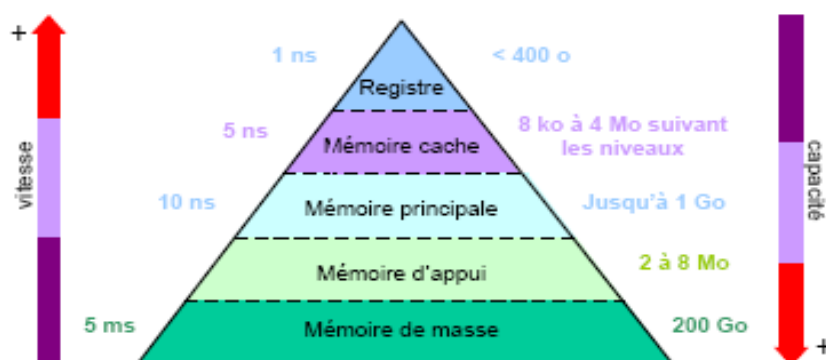 +
vitesse
1 ns
Registre
< 400 o
5 ns
Mémoire cache
8 ko à 4 Mo suivant
les niveaux
10 ns
Mémoire principale
Jusqu'à 1 Go
Mémoire d'appui
2 à 8 Mo
5 ms
Mémoire de masse
200 Go
capacité
+